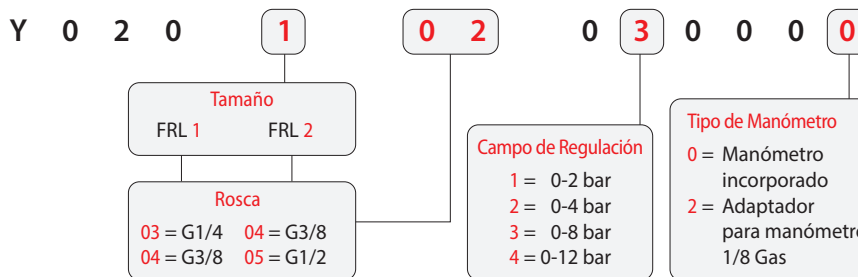 Y 0 2 0 1 0 2 0 3 0 0 0 0
Tamaño
FRL 1 FRL 2
Rosca
03 = G1/4 04 = G3/8
04 = G3/8 05 = G1/2
Campo de Regulación
1 = 0-2 bar
2 = 0-4 bar
3 = 0-8 bar
4 = 0-12 bar
Tipo de Manómetro
0 = Manómetro
incorporado
2 = Adaptador
para manómetro
1/8 Gas